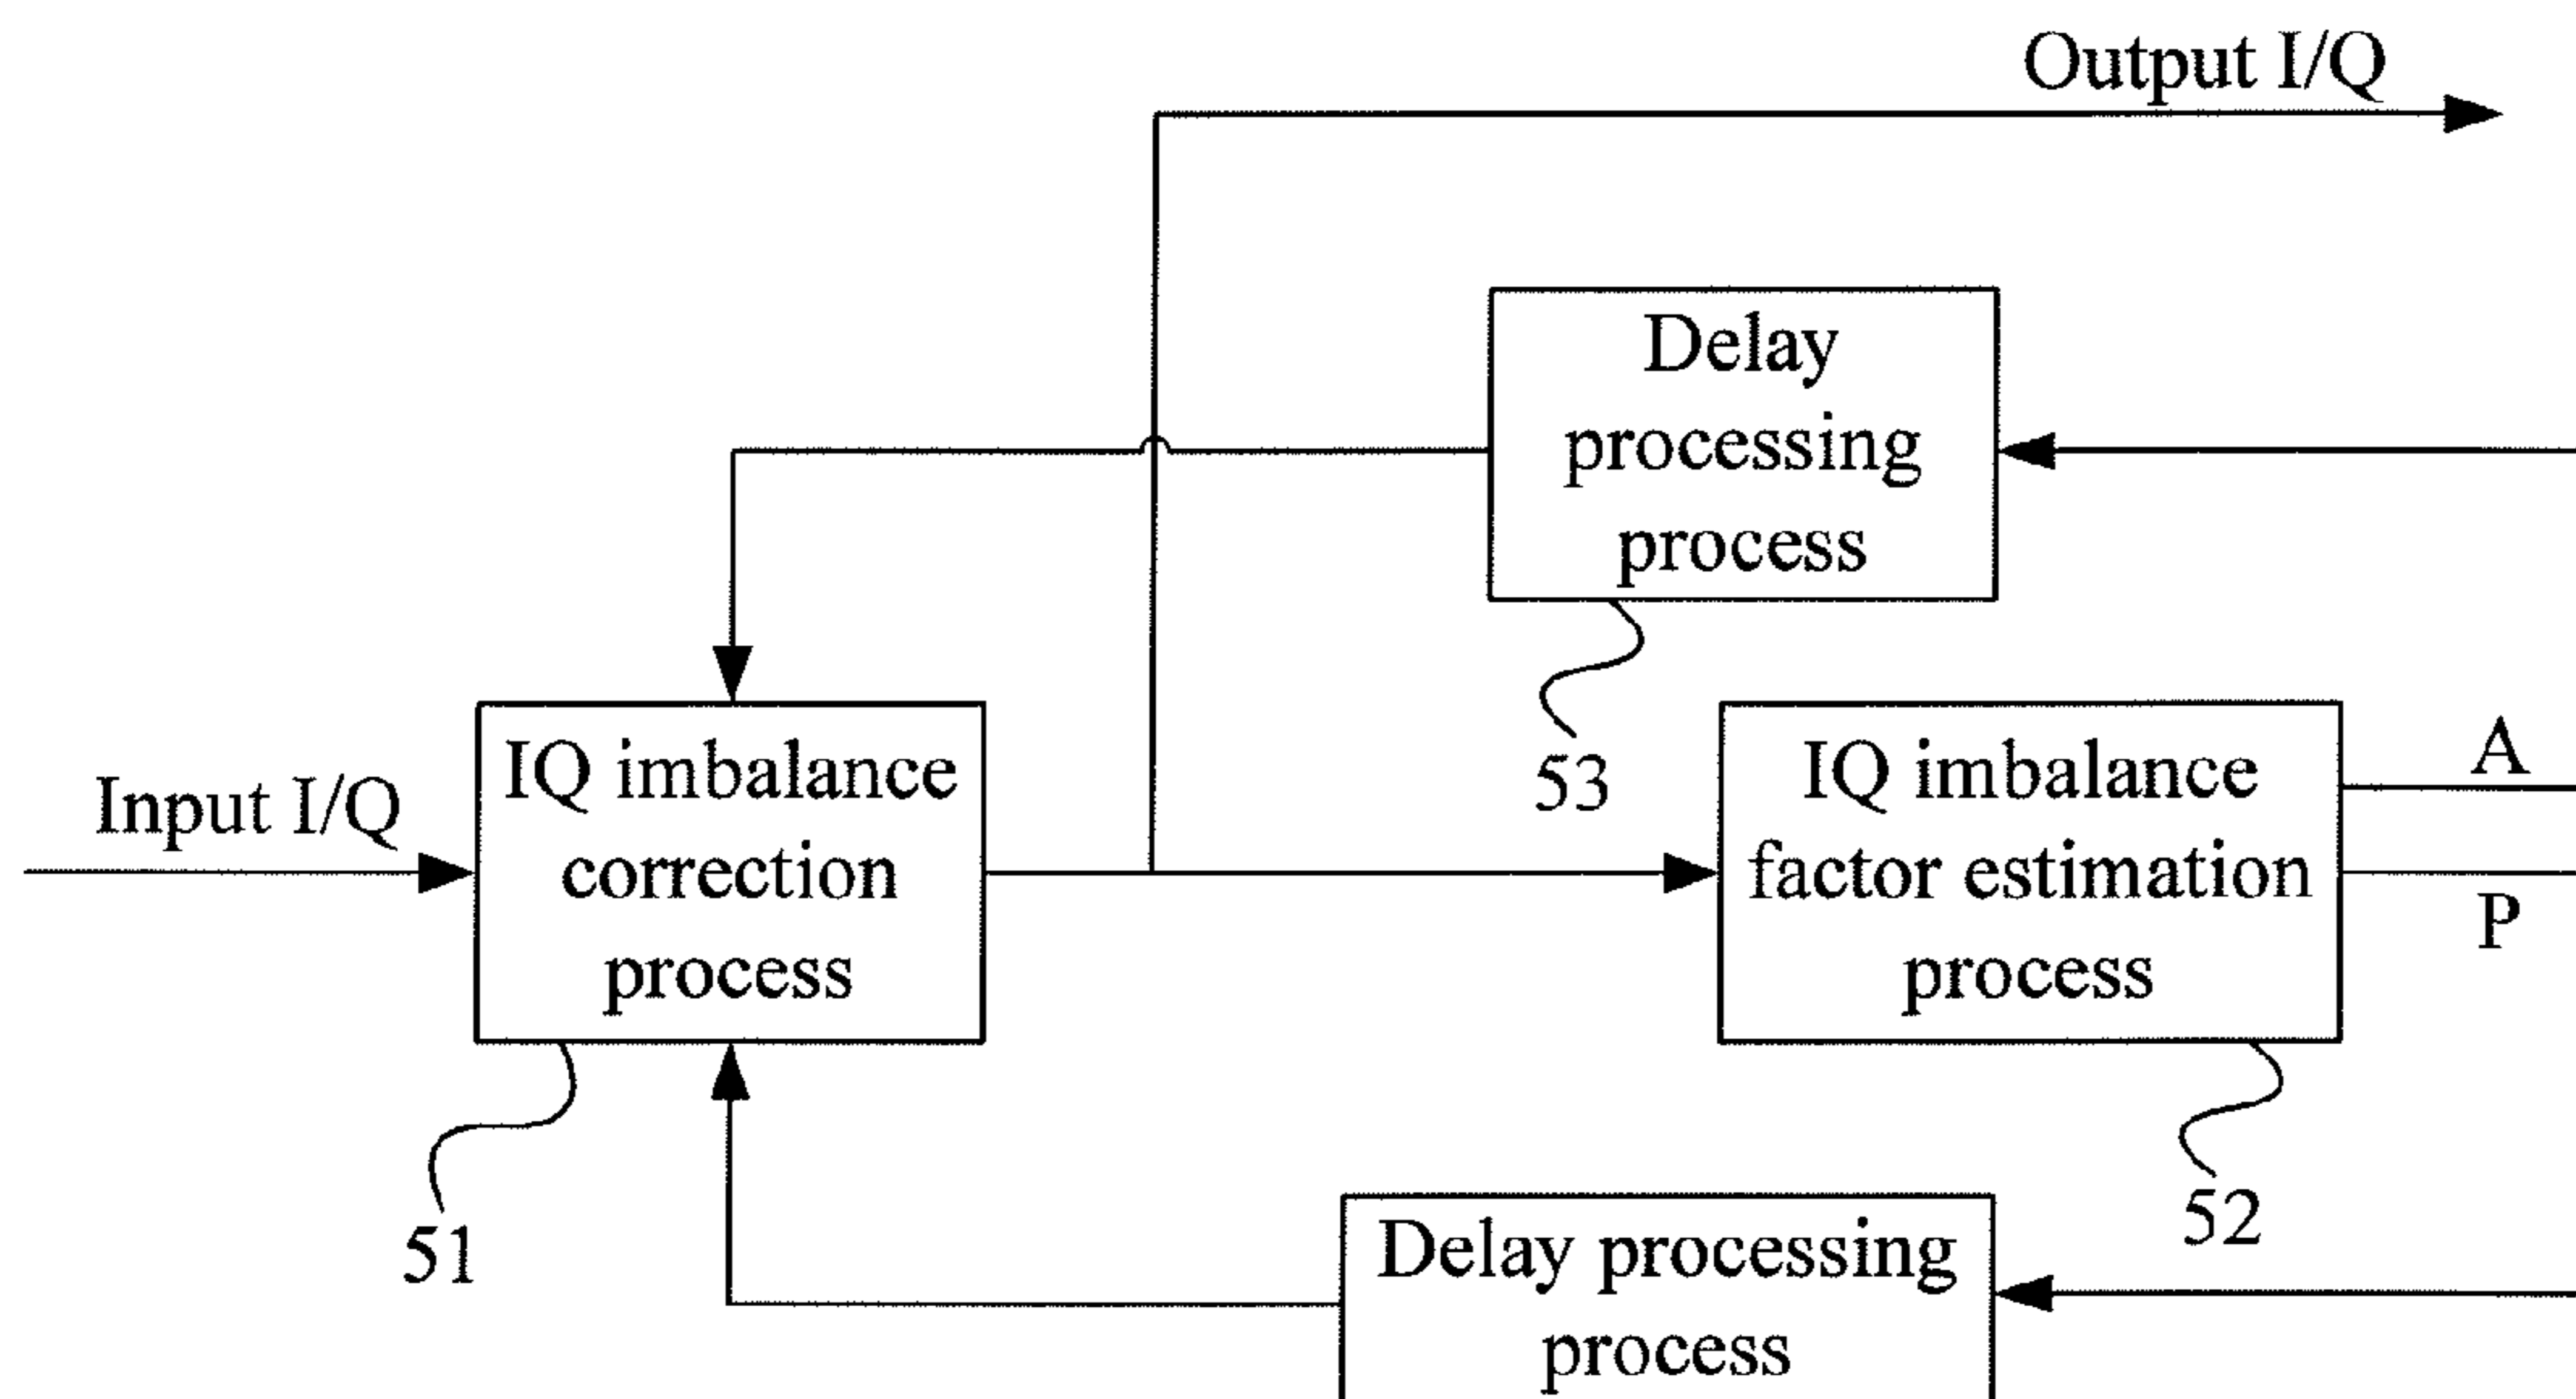 Output I/Q
Delay
processing
process
53
Input I/Q
IQ imbalance
correction
process
51
IQ imbalance
factor estimation
process
A
P
52
Delay processing
process